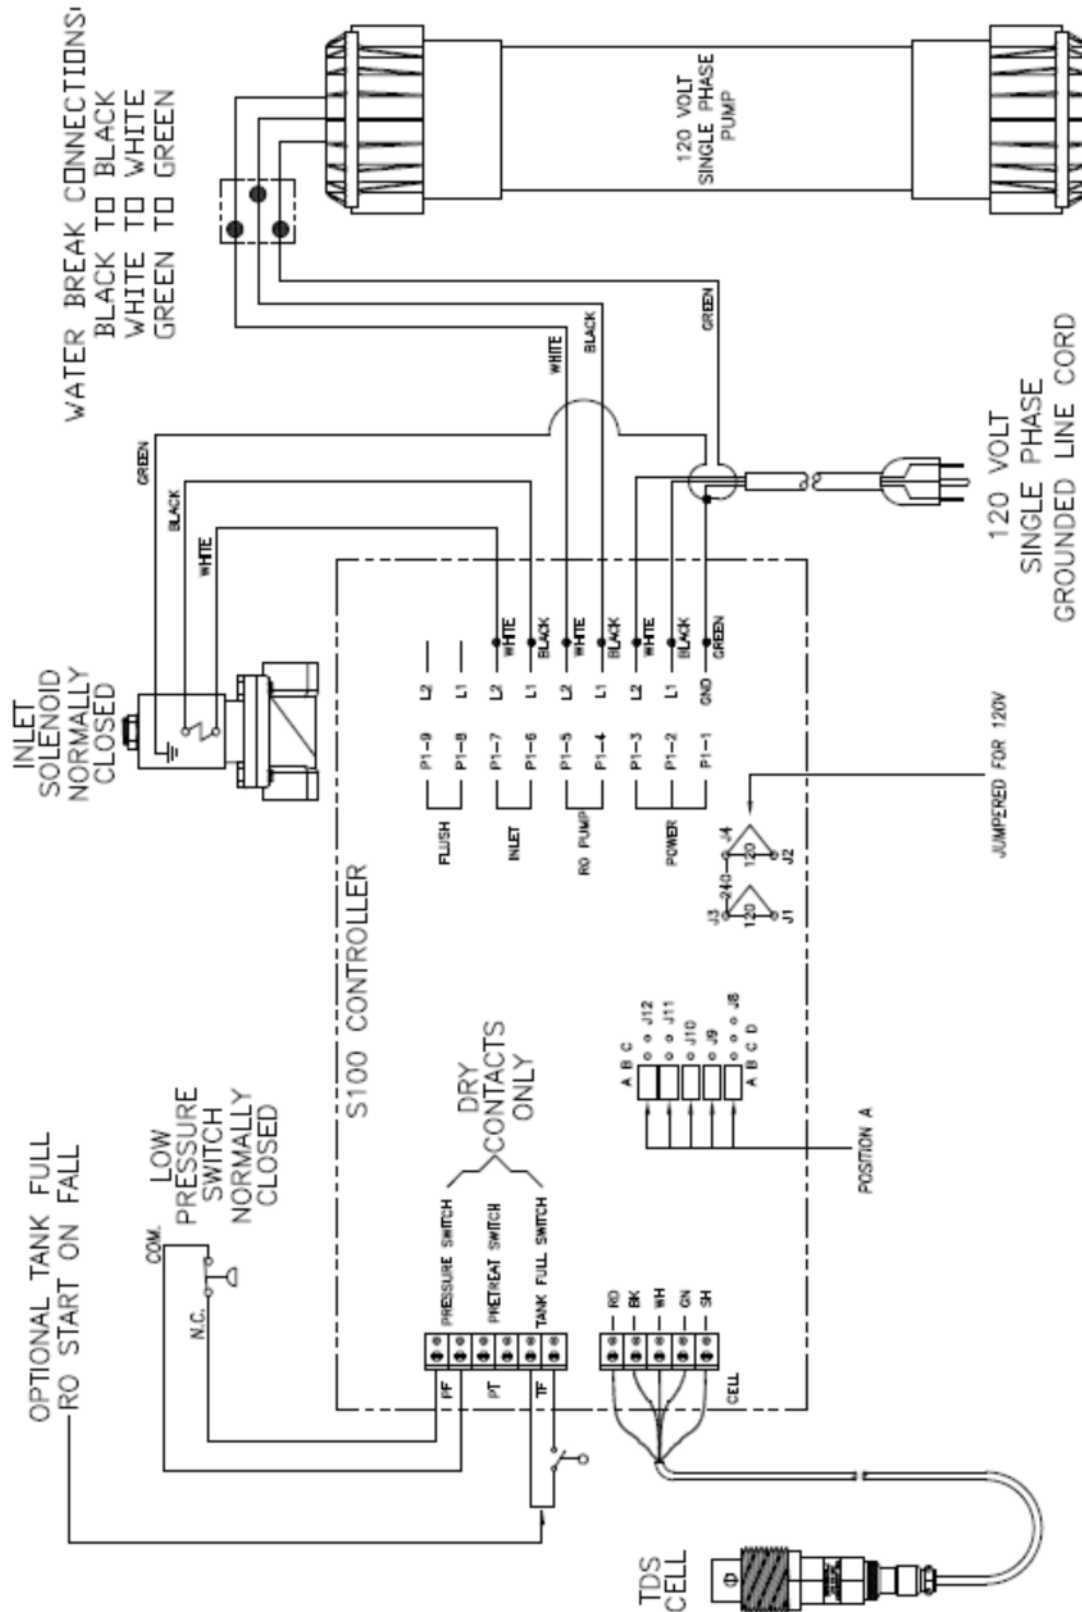 WATER BREAK CONNECTIONS:
BLACK TO BLACK
WHITE TO WHITE
GREEN TO GREEN
120 VOLT
SINGLE PHASE
PUMP
GREEN
BLACK
WHITE
WHITE
BLACK
GREEN
INLET
SOLENOID
NORMALLY
CLOSED
120 VOLT
SINGLE PHASE
GROUNDED LINE CORD
S100 CONTROLLER
FLUSH
P1-9 L2
P1-8 L1
INLET
P1-7 L2 WHITE
P1-6 L1 BLACK
RO PUMP
P1-5 L2 WHITE
P1-4 L1 BLACK
POWER
P1-3 L2 WHITE
P1-2 L1 BLACK
P1-1 GND GREEN
J3 240 J4
120 120
J1 J2
JUMPERED FOR 120V
A B C
J12
J11
J10
J9
J8
A B C D
POSITION A
OPTIONAL TANK FULL
RO START ON FALL
LOW
PRESSURE
SWITCH
NORMALLY
CLOSED
COM.
N.C.
DRY
CONTACTS
ONLY
PF PRESSURE SWITCH
PT PRETREAT SWITCH
TF TANK FULL SWITCH
RD
BK
WH
GN
SH
CELL
TDS
CELL